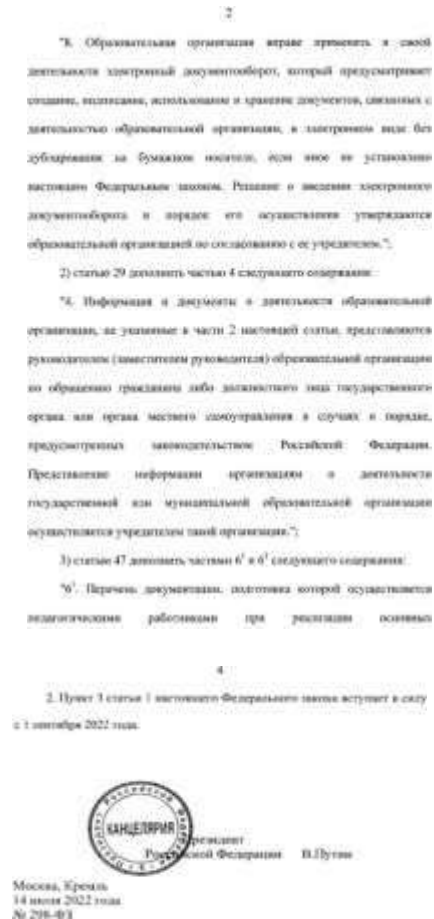 2
"8. Образовательная организация вправе применять в своей
деятельности электронный документооборот, который предусматривает
создание, подписание, использование и хранение документов, связанных с
деятельностью образовательной организации, в электронном виде без
дублирования на бумажном носителе, если иное не установлено
настоящим Федеральным законом. Решение о введении электронного
документооборота и порядок его осуществления утверждаются
образовательной организацией по согласованию с ее учредителем.";
2) статью 29 дополнить частью 4 следующего содержания:
"4. Информация и документы о деятельности образовательной
организации, не указанные в части 2 настоящей статьи, представляются
руководителем (заместителем руководителя) образовательной организации
по обращению гражданина либо должностного лица государственного
органа или органа местного самоуправления в случаях и порядке,
предусмотренных законодательством Российской Федерации.
Представление информации организациям о деятельности
государственной или муниципальной образовательной организации
осуществляется учредителем такой организации.";
3) статью 47 дополнить частями 6¹ и 6² следующего содержания:
"6¹. Перечень документации, подготовка которой осуществляется
педагогическими работниками при реализации основных
4
2. Пункт 3 статьи 1 настоящего Федерального закона вступает в силу
с 1 сентября 2022 года.
КАНЦЕЛЯРИЯ
Президент
Российской Федерации В.Путин
Москва, Кремль
14 июля 2022 года
№ 298-ФЗ